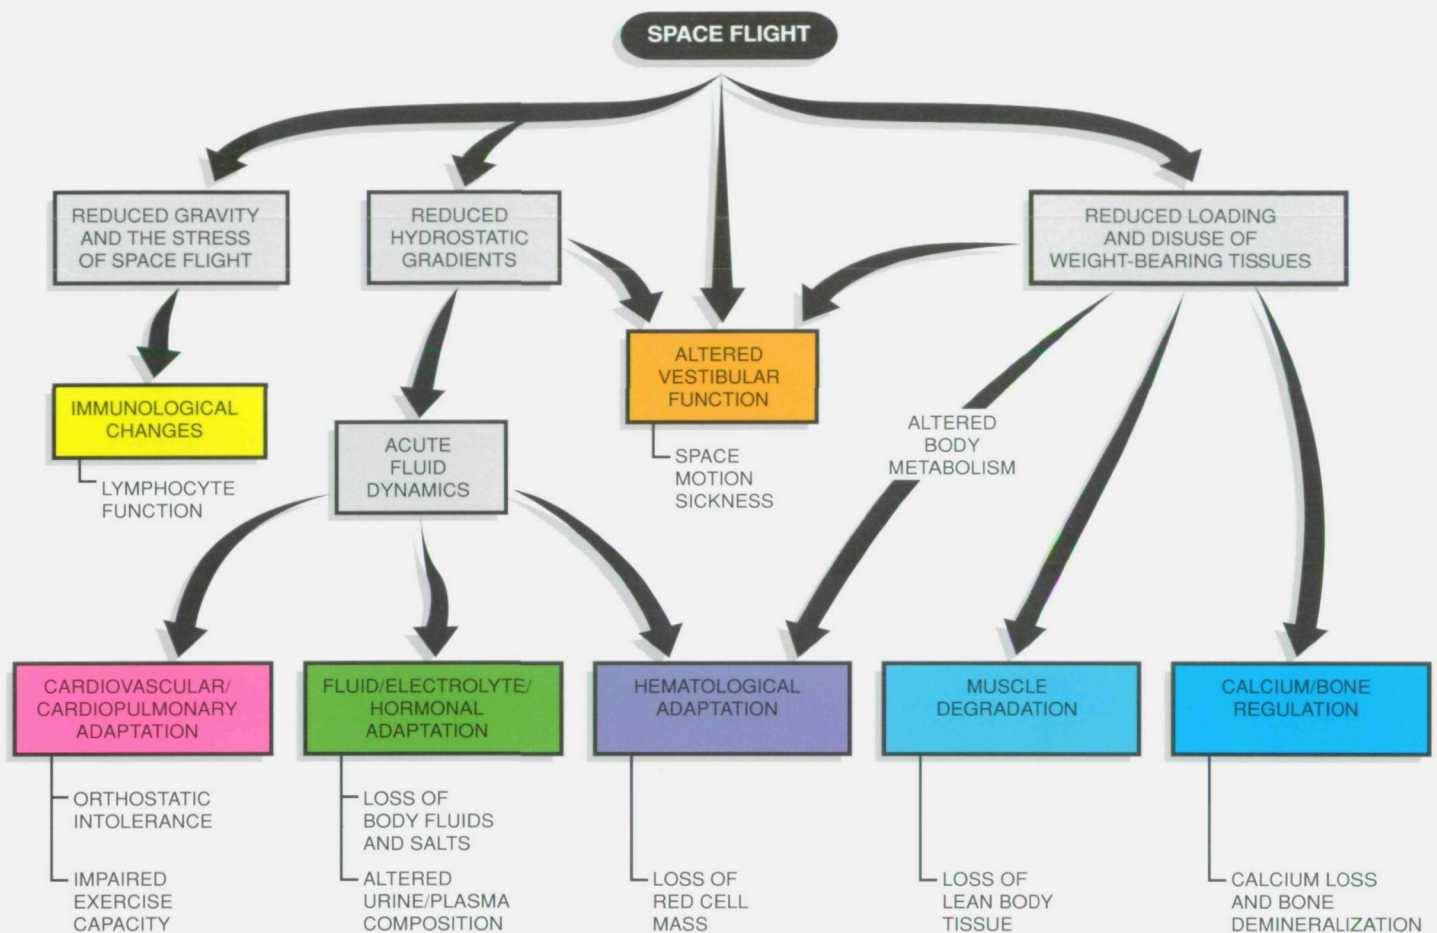 SPACE FLIGHT
REDUCED GRAVITY
AND THE STRESS
OF SPACE FLIGHT
REDUCED
HYDROSTATIC
GRADIENTS
REDUCED LOADING
AND DISUSE OF
WEIGHT-BEARING TISSUES
ALTERED
VESTIBULAR
FUNCTION
SPACE
MOTION
SICKNESS
IMMUNOLOGICAL
CHANGES
LYMPHOCYTE
FUNCTION
ACUTE
FLUID
DYNAMICS
ALTERED
BODY
METABOLISM
CARDIOVASCULAR/
CARDIOPULMONARY
ADAPTATION
ORTHOSTATIC
INTOLERANCE
IMPAIRED
EXERCISE
CAPACITY
FLUID/ELECTROLYTE/
HORMONAL
ADAPTATION
LOSS OF
BODY FLUIDS
AND SALTS
ALTERED
URINE/PLASMA
COMPOSITION
HEMATOLOGICAL
ADAPTATION
LOSS OF
RED CELL
MASS
MUSCLE
DEGRADATION
LOSS OF
LEAN BODY
TISSUE
CALCIUM/BONE
REGULATION
CALCIUM LOSS
AND BONE
DEMINERALIZATION